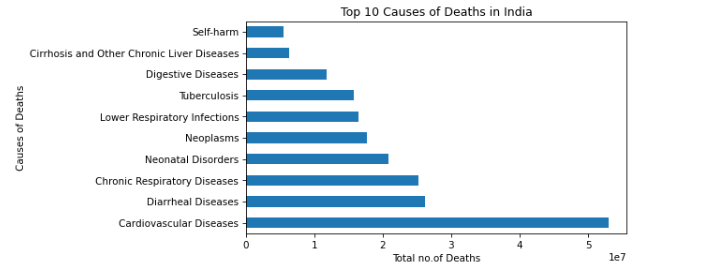 Top 10 Causes of Deaths in India
Causes of Deaths
Self-harm
Cirrhosis and Other Chronic Liver Diseases
Digestive Diseases
Tuberculosis
Lower Respiratory Infections
Neoplasms
Neonatal Disorders
Chronic Respiratory Diseases
Diarrheal Diseases
Cardiovascular Diseases
0 1 2 3 4 5
1e7
Total no.of Deaths